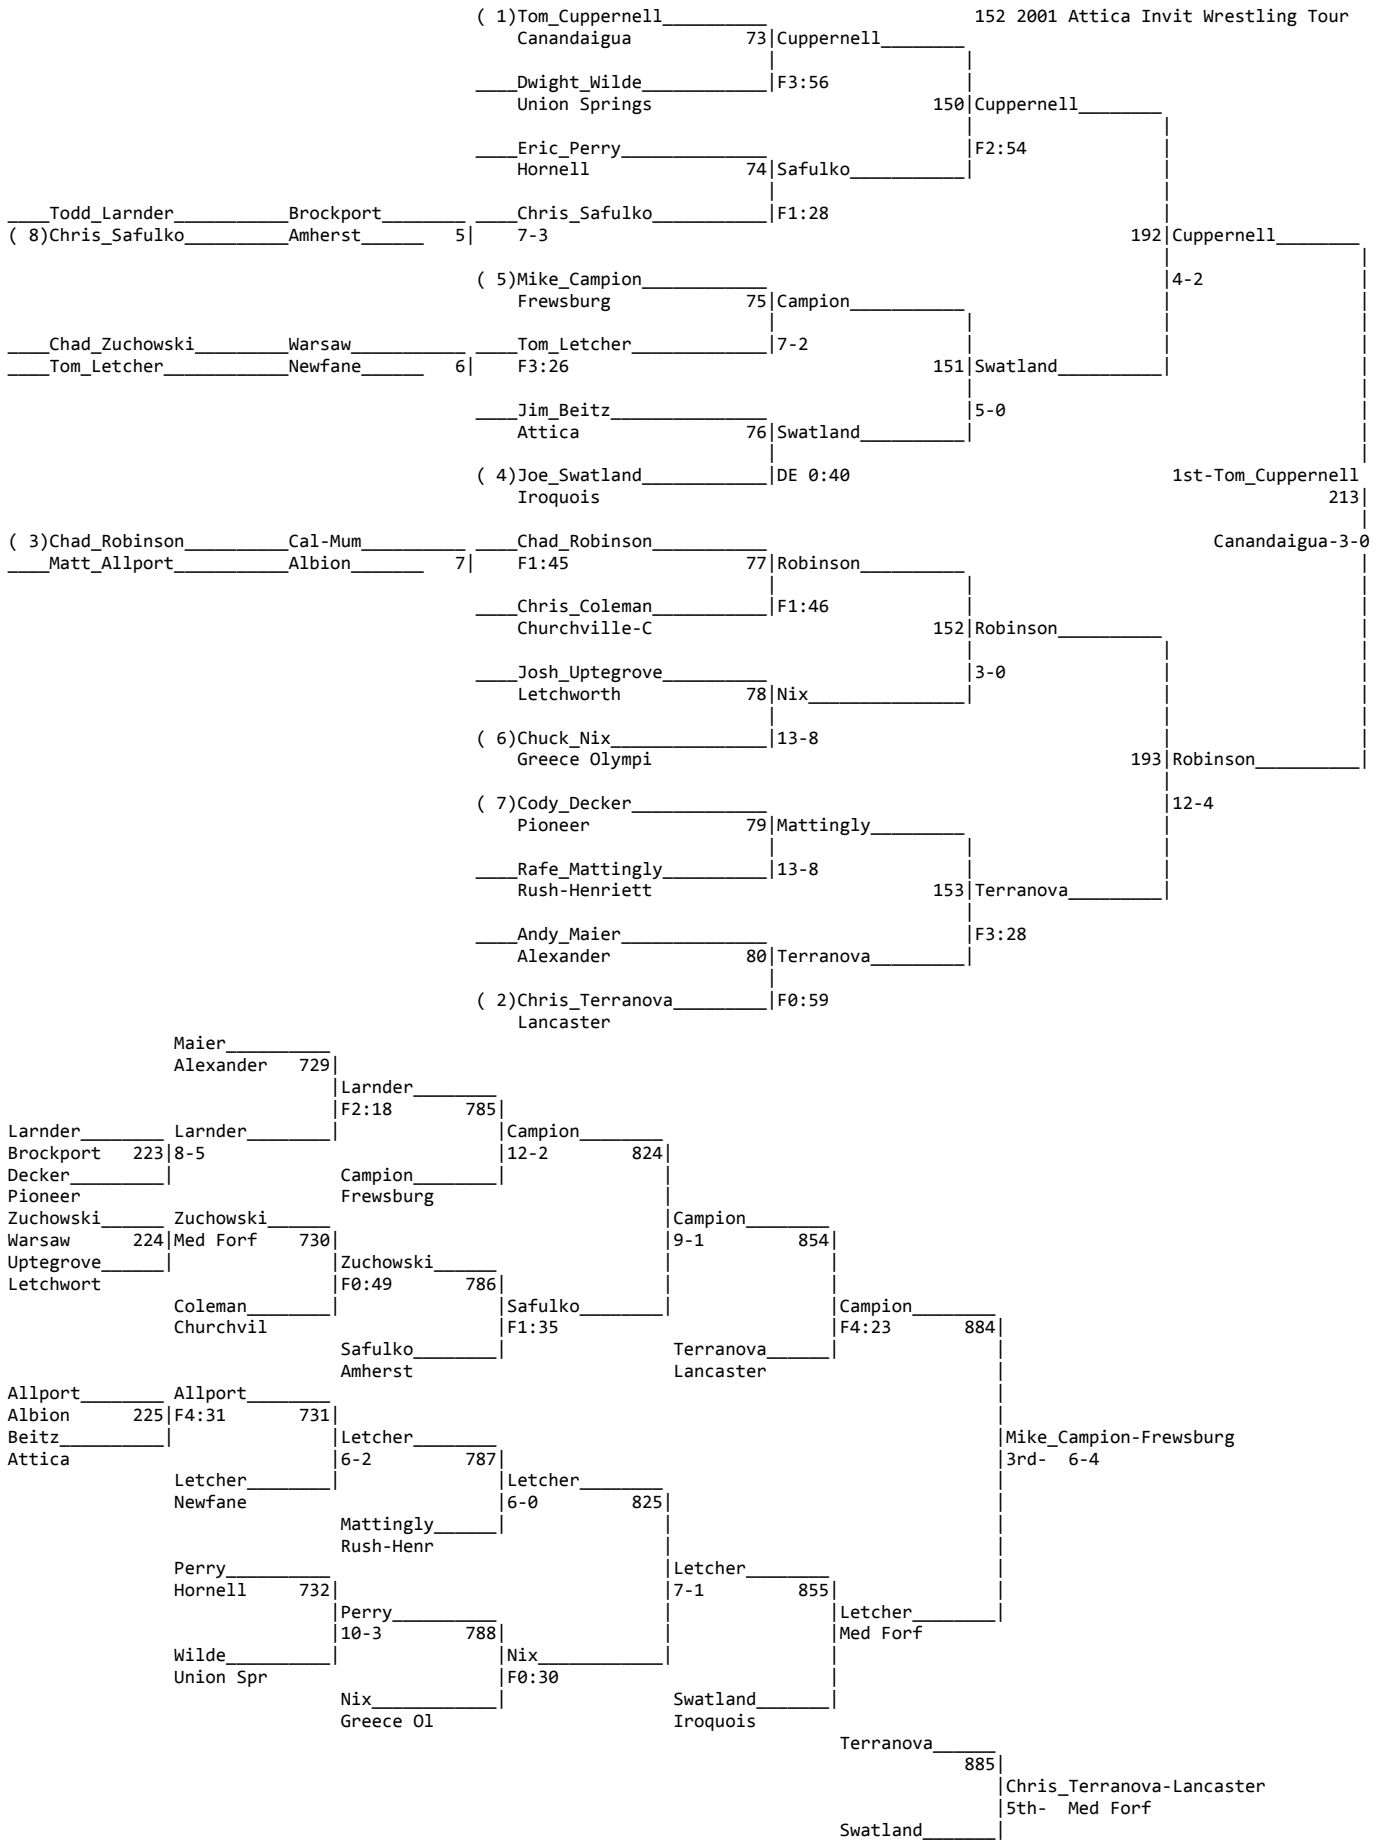 ( 1)Tom_Cuppernell__________ 152 2001 Attica Invit Wrestling Tour
Canandaigua 73|Cuppernell________
____Dwight_Wilde____________|F3:56
Union Springs 150|Cuppernell________
____Eric_Perry______________ |F2:54
Hornell 74|Safulko___________|
____Todd_Larnder___________Brockport________ ____Chris_Safulko___________|F1:28
( 8)Chris_Safulko__________Amherst______ 5| 7-3 192|Cuppernell________
( 5)Mike_Campion____________ |4-2
Frewsburg 75|Campion___________
____Chad_Zuchowski_________Warsaw___________ ____Tom_Letcher_____________|7-2
____Tom_Letcher____________Newfane______ 6| F3:26 151|Swatland__________|
____Jim_Beitz_______________ |5-0
Attica 76|Swatland__________|
( 4)Joe_Swatland____________|DE 0:40 1st-Tom_Cuppernell
Iroquois 213|
( 3)Chad_Robinson__________Cal-Mum__________ ____Chad_Robinson___________ Canandaigua-3-0
____Matt_Allport___________Albion_______ 7| F1:45 77|Robinson__________
____Chris_Coleman___________|F1:46
Churchville-C 152|Robinson__________
____Josh_Uptegrove__________ |3-0
Letchworth 78|Nix_______________|
( 6)Chuck_Nix_______________|13-8
Greece Olympi 193|Robinson__________|
( 7)Cody_Decker_____________ |12-4
Pioneer 79|Mattingly_________
____Rafe_Mattingly__________|13-8
Rush-Henriett 153|Terranova_________|
____Andy_Maier______________ |F3:28
Alexander 80|Terranova_________|
( 2)Chris_Terranova_________|F0:59
Lancaster
Maier__________
Alexander 729|
|Larnder________
|F2:18 785|
Larnder________ Larnder________| |Campion________
Brockport 223|8-5 |12-2 824|
Decker_________| Campion________|
Pioneer Frewsburg
Zuchowski______ Zuchowski______ |Campion________
Warsaw 224|Med Forf 730| |9-1 854|
Uptegrove______| |Zuchowski______
Letchwort |F0:49 786|
Coleman________| |Safulko________| |Campion________
Churchvil |F1:35 |F4:23 884|
Safulko________| Terranova______|
Amherst Lancaster
Allport________ Allport________
Albion 225|F4:31 731|
Beitz__________| |Letcher________ |Mike_Campion-Frewsburg
Attica |6-2 787| |3rd- 6-4
Letcher________| |Letcher________
Newfane |6-0 825|
Mattingly______|
Rush-Henr
Perry__________ |Letcher________
Hornell 732| |7-1 855|
|Perry__________ |Letcher________|
|10-3 788| |Med Forf
Wilde__________| |Nix____________|
Union Spr |F0:30
Nix____________| Swatland_______|
Greece Ol Iroquois
Terranova______
885|
|Chris_Terranova-Lancaster
|5th- Med Forf
Swatland_______|